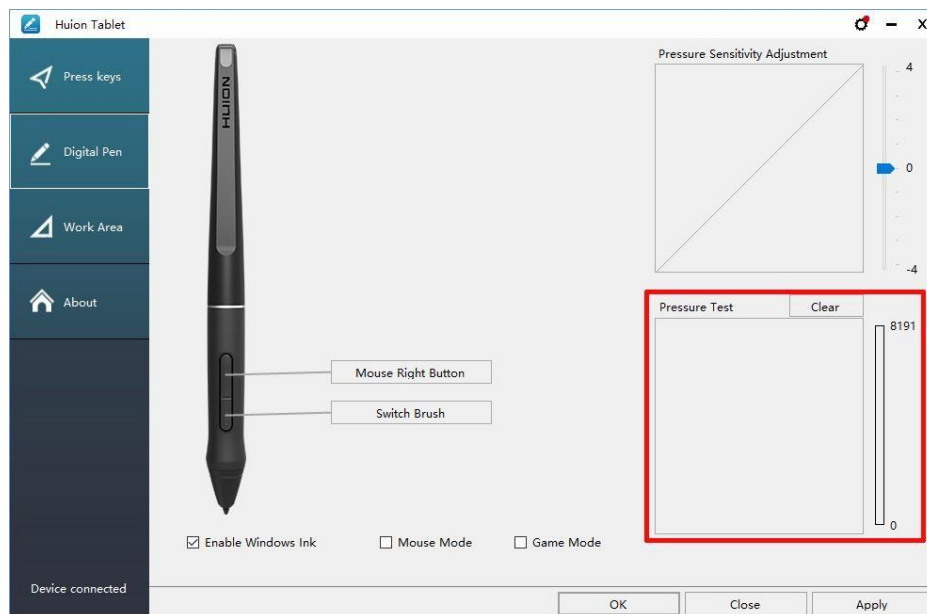 Huion Tablet
X
Press keys
Digital Pen
Work Area
About
Device connected
HUION
Mouse Right Button
Switch Brush
Enable Windows Ink
Mouse Mode
Game Mode
Pressure Sensitivity Adjustment
4
0
-4
Pressure Test
Clear
8191
0
OK
Close
Apply